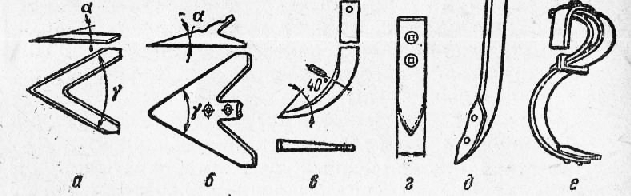 α α
γ γ 40°
а б в г д е